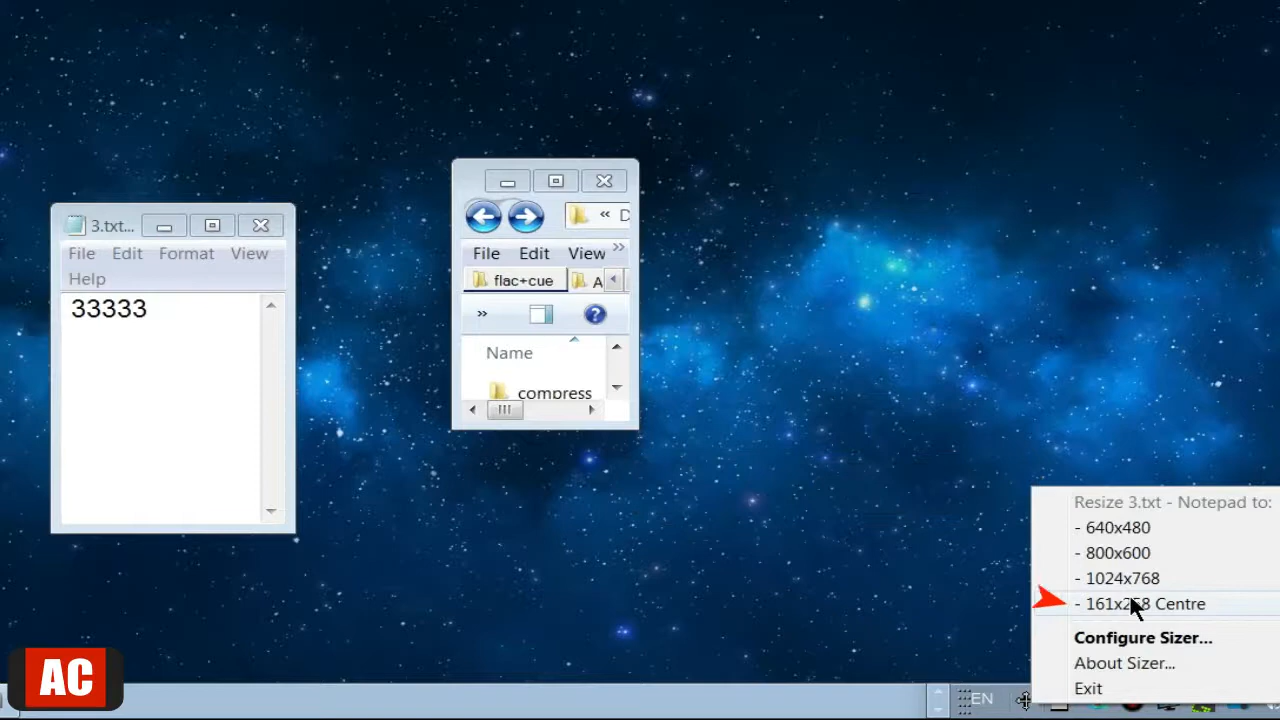 3.txt...
File Edit Format View
Help
33333
« D
File Edit View »
flac+cue A
»
Name
compress
Resize 3.txt - Notepad to:
- 640x480
- 800x600
- 1024x768
Centre
Configure Sizer...
About Sizer...
Exit
EN
AC